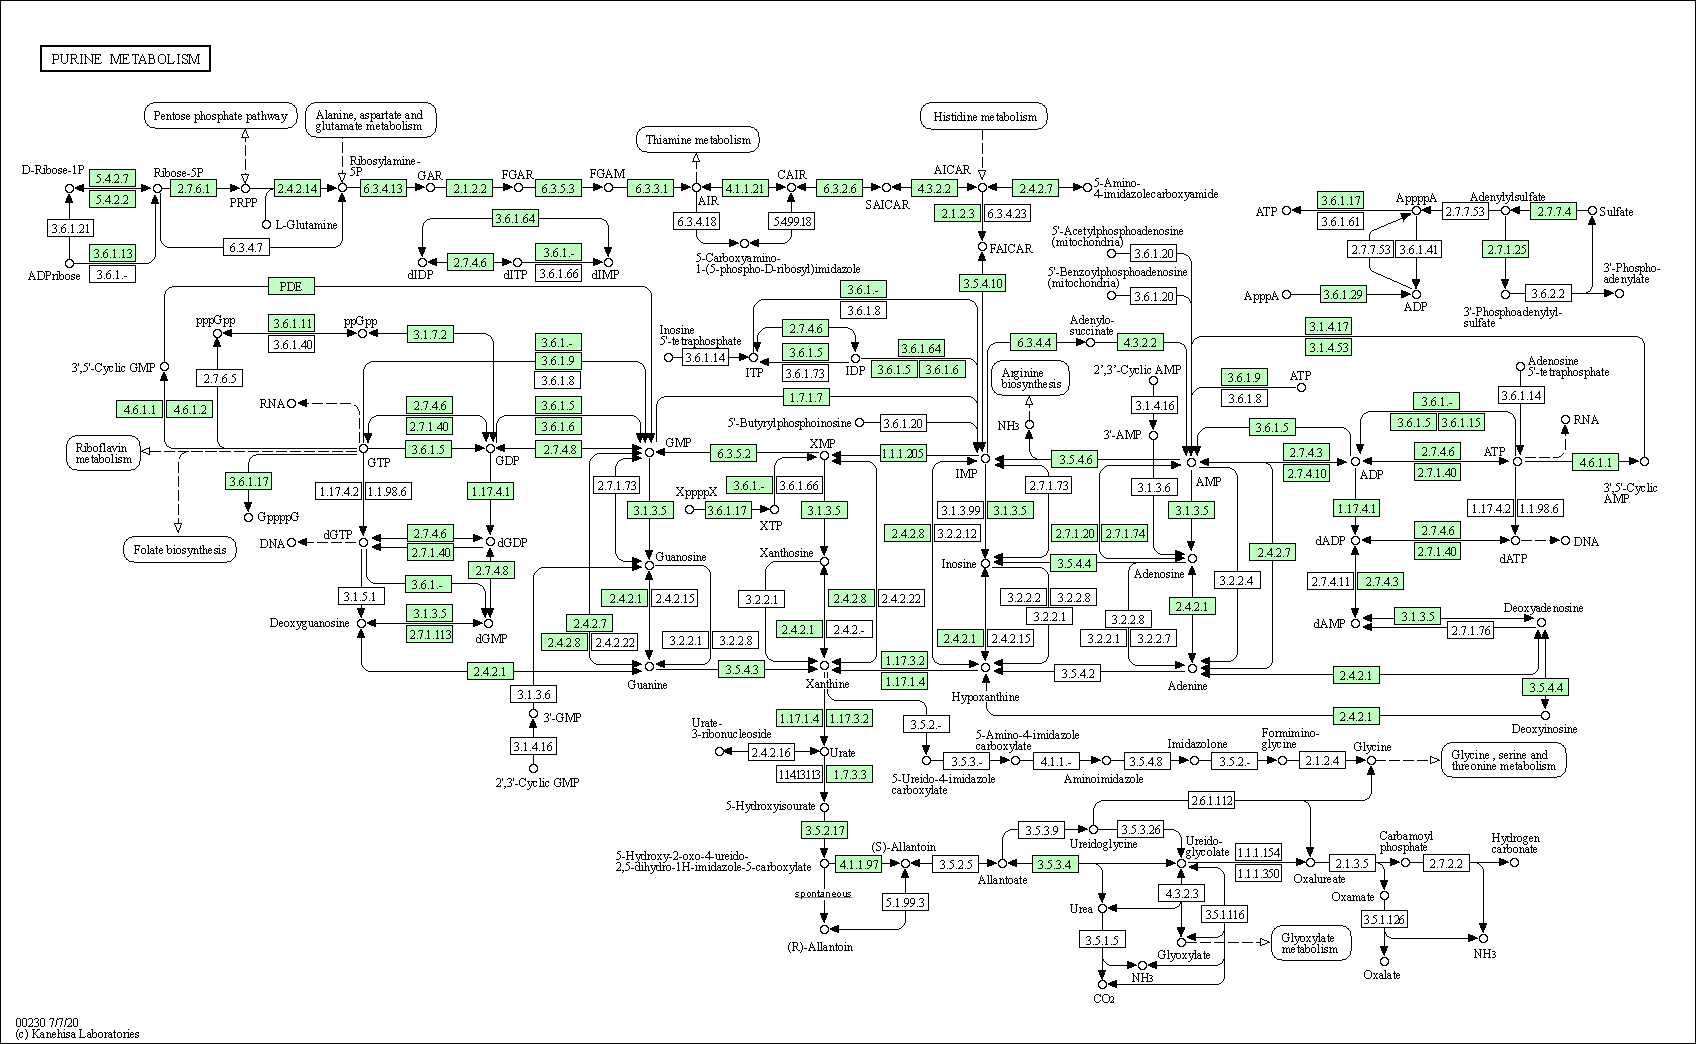 PURINE METABOLISM
Pentose phosphate pathway
Alanine, aspartate and
glutamate metabolism
Thiamine metabolism
Histidine metabolism
D-Ribose-1P
5.4.2.7
5.4.2.2
Ribose-5P
2.7.6.1
PRPP
2.4.2.14
Ribosylamine-
5P
6.3.4.13
GAR
2.1.2.2
FGAR
6.3.5.3
FGAM
6.3.3.1
AIR
4.1.1.21
CAIR
6.3.2.6
SAICAR
4.3.2.2
AICAR
2.4.2.7
5-Amino-
4-imidazolecarboxyamide
L-Glutamine
6.3.4.7
3.6.1.21
3.6.1.13
3.6.1.-
ADPribose
3.6.1.64
dIDP
2.7.4.6
dITP
3.6.1.-
3.6.1.66
dIMP
6.3.4.18
5.4.99.18
5-Carboxyamino-
1-(5-phospho-D-ribosyl)imidazole
2.1.2.3
6.3.4.23
FAICAR
3.5.4.10
5'-Acetylphosphoadenosine
(mitochondria)
3.6.1.20
5'-Benzoylphosphoadenosine
(mitochondria)
3.6.1.20
ATP
3.6.1.17
3.6.1.61
AppppA
2.7.7.53
Adenylylsulfate
2.7.7.4
Sulfate
2.7.7.53
3.6.1.41
2.7.1.25
ApppA
3.6.1.29
ADP
3.6.2.2
3'-Phospho-
adenylate
3'-Phosphoadenylyl-
sulfate
PDE
pppGpp
3.6.1.11
3.6.1.40
ppGpp
3.1.7.2
3.6.1.-
3.6.1.9
3.6.1.8
3',5'-Cyclic GMP
2.7.6.5
4.6.1.1
4.6.1.2
RNA
2.7.4.6
2.7.1.40
3.6.1.5
3.6.1.6
Inosine
5'-tetraphosphate
3.6.1.14
ITP
3.6.1.-
3.6.1.8
2.7.4.6
3.6.1.5
3.6.1.73
IDP
3.6.1.64
3.6.1.5
3.6.1.6
1.7.1.7
5'-Butyrylphosphoinosine
3.6.1.20
6.3.4.4
Adenylo-
succinate
4.3.2.2
Arginine
biosynthesis
NH3
2',3'-Cyclic AMP
3.1.4.16
3'-AMP
3.1.3.6
3.1.4.17
3.1.4.53
3.6.1.9
3.6.1.8
ATP
Adenosine
5'-tetraphosphate
3.6.1.14
RNA
3.6.1.-
3.6.1.5
3.6.1.15
3.6.1.5
Riboflavin
metabolism
GTP
3.6.1.5
GDP
2.7.4.8
GMP
6.3.5.2
XMP
1.1.1.205
IMP
3.5.4.6
AMP
2.7.4.3
2.7.4.10
ADP
2.7.4.6
2.7.1.40
ATP
4.6.1.1
3',5'-Cyclic
AMP
3.6.1.17
GppppG
1.17.4.2
1.1.98.6
1.17.4.1
2.7.1.73
3.1.3.5
XppppX
3.6.1.17
XTP
3.6.1.-
3.6.1.66
3.1.3.5
2.7.1.73
3.1.3.99
3.1.3.5
2.4.2.8
3.2.2.12
2.7.1.20
2.7.1.74
3.1.3.5
1.17.4.1
1.17.4.2
1.1.98.6
Folate biosynthesis
DNA
dGTP
2.7.4.6
2.7.1.40
dGDP
2.7.4.8
3.6.1.-
3.1.5.1
Deoxyguanosine
3.1.3.5
2.7.1.113
dGMP
Guanosine
2.4.2.1
2.4.2.15
2.4.2.7
2.4.2.8
2.4.2.22
3.2.2.1
3.2.2.8
Xanthosine
3.2.2.1
2.4.2.8
2.4.2.22
2.4.2.1
2.4.2.-
Inosine
3.5.4.4
Adenosine
3.2.2.2
3.2.2.8
3.2.2.1
2.4.2.1
2.4.2.15
3.2.2.8
3.2.2.1
3.2.2.7
2.4.2.1
3.2.2.4
2.4.2.7
dADP
2.7.4.6
2.7.1.40
dATP
DNA
2.7.4.11
2.7.4.3
dAMP
3.1.3.5
2.7.1.76
Deoxyadenosine
2.4.2.1
Guanine
3.5.4.3
Xanthine
1.17.3.2
1.17.1.4
Hypoxanthine
3.5.4.2
Adenine
2.4.2.1
3.5.4.4
2.4.2.1
Deoxyinosine
3.1.3.6
3'-GMP
3.1.4.16
2',3'-Cyclic GMP
1.17.1.4
1.17.3.2
3.5.2.-
Urate-
3-ribonucleoside
2.4.2.16
Urate
1.14.13.113
1.7.3.3
5-Hydroxyisourate
3.5.2.17
5-Ureido-4-imidazole
carboxylate
3.5.3.-
5-Amino-4-imidazole
carboxylate
4.1.1.-
Aminoimidazole
3.5.4.8
Imidazolone
3.5.2.-
Formimino-
glycine
2.1.2.4
Glycine
Glycine , serine and
threonine metabolism
5-Hydroxy-2-oxo-4-ureido-
2,5-dihydro-1H-imidazole-5-carboxylate
4.1.1.97
(S)-Allantoin
3.5.2.5
Allantoate
3.5.3.9
Ureidoglycine
3.5.3.26
3.5.3.4
Ureido-
glycolate
2.6.1.112
1.1.1.154
1.1.1.350
Oxalureate
2.1.3.5
Carbamoyl
phosphate
2.7.2.2
Hydrogen
carbonate
spontaneous
5.1.99.3
(R)-Allantoin
Urea
3.5.1.5
4.3.2.3
3.5.1.116
Glyoxylate
Glyoxylate
metabolism
NH3
CO2
Oxamate
3.5.1.126
Oxalate
NH3
00230 7/7/20
(c) Kanehisa Laboratories